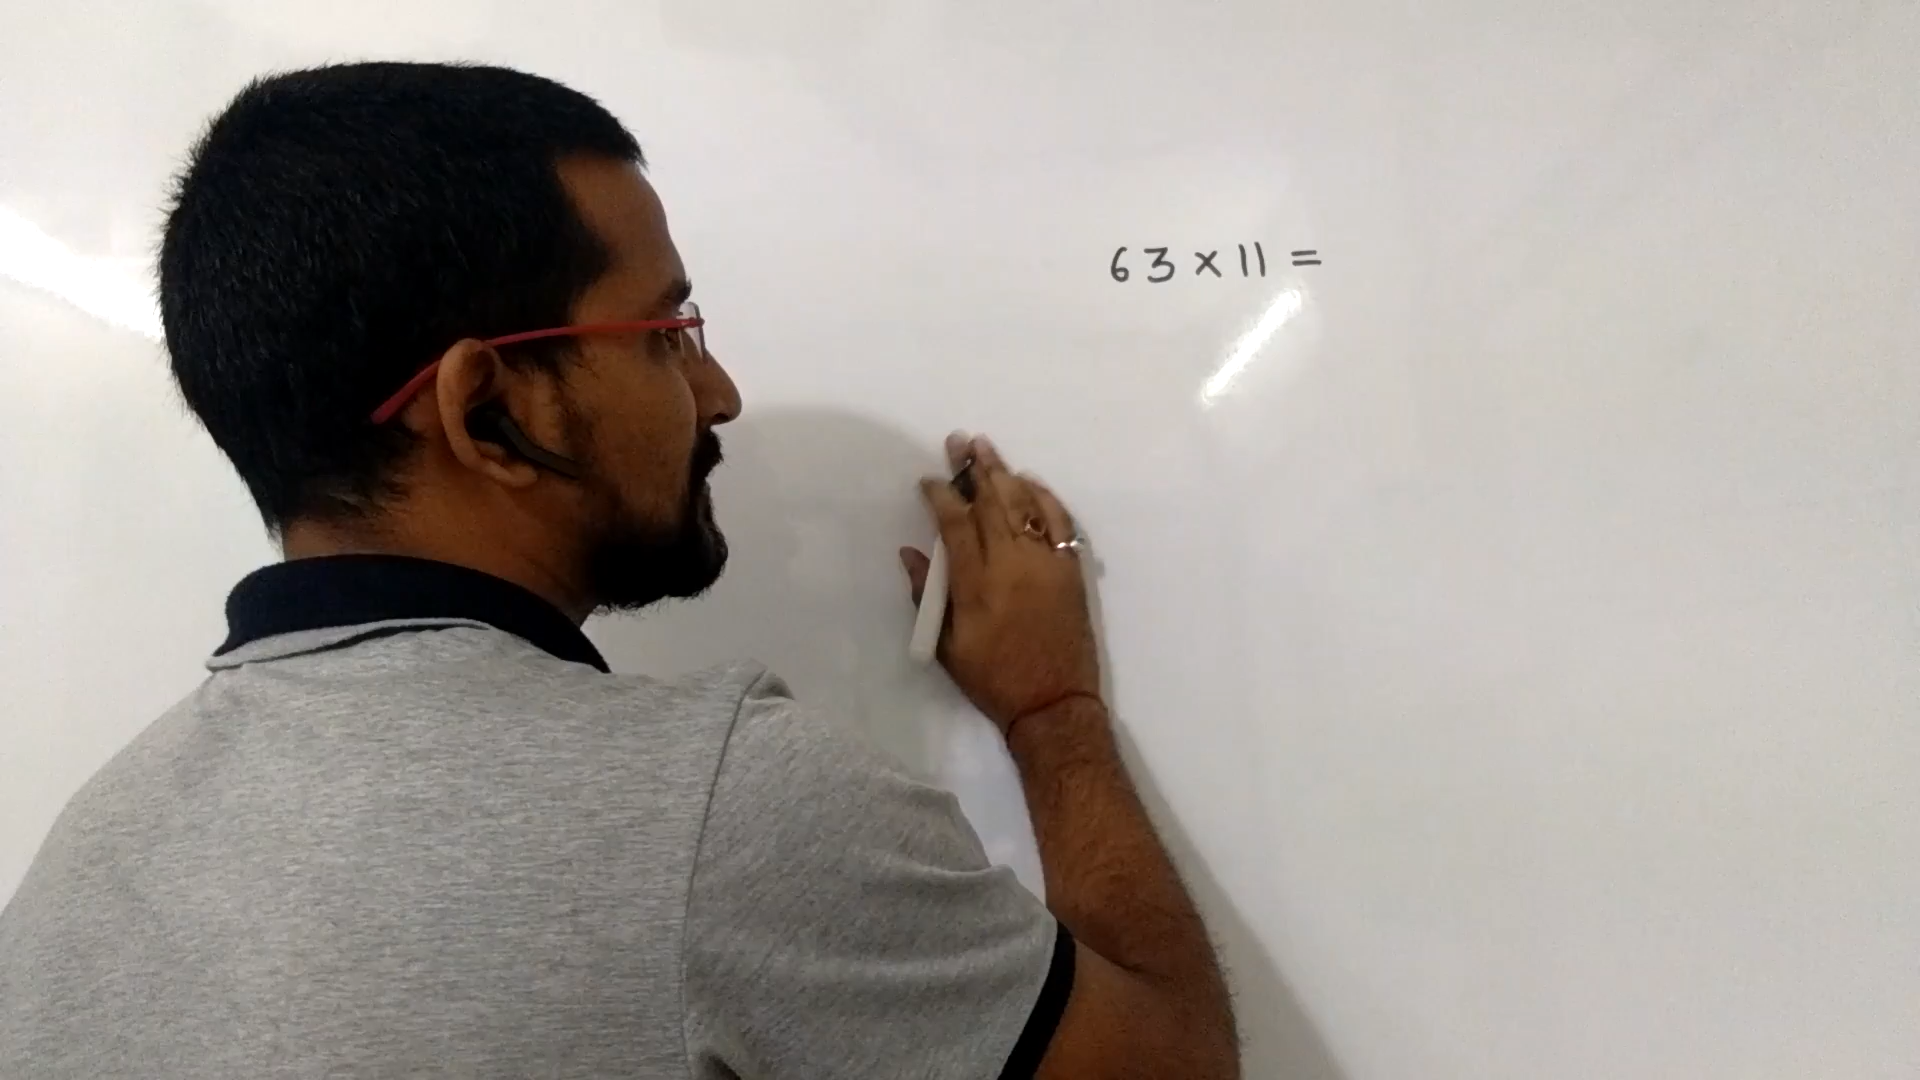 63 × 11 =